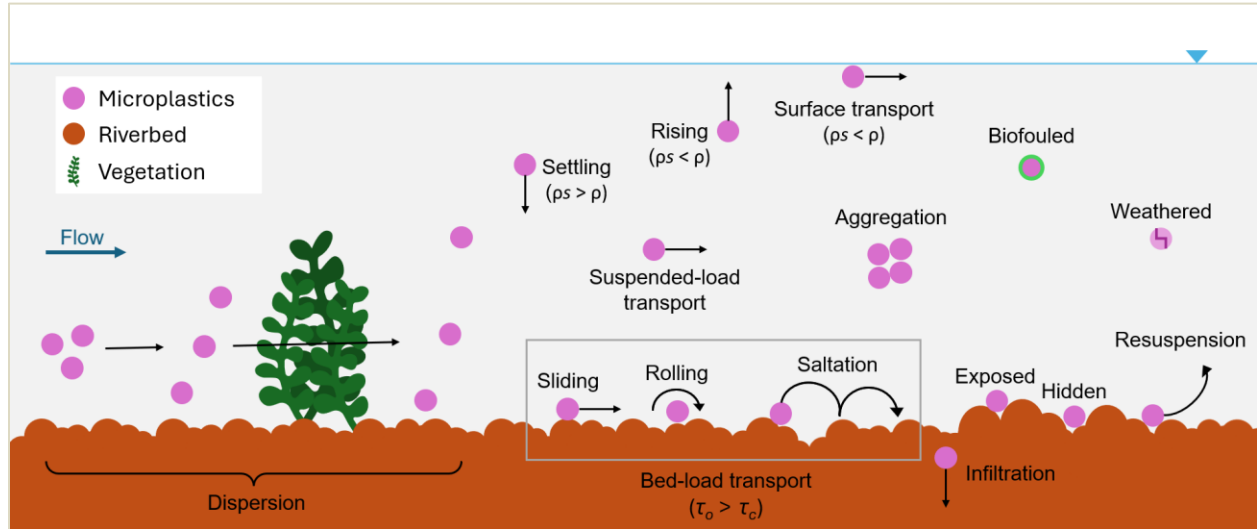 Microplastics
Riverbed
Vegetation
Flow
Settling
(ρs > ρ)
Rising
(ρs < ρ)
Surface transport
(ρs < ρ)
Biofouled
Weathered
Aggregation
Suspended-load
transport
Sliding
Rolling
Saltation
Exposed
Hidden
Resuspension
Dispersion
Bed-load transport
(τo > τc)
Infiltration